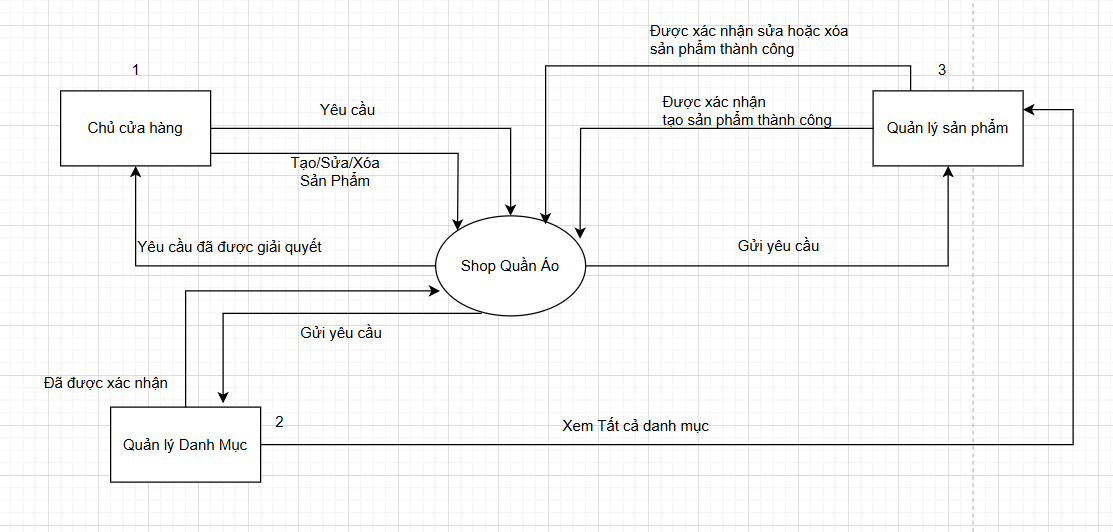 Được xác nhận sửa hoặc xóa
sản phẩm thành công
1
3
Chủ cửa hàng
Yêu cầu
Được xác nhận
tạo sản phẩm thành công
Quản lý sản phẩm
Tạo/Sửa/Xóa
Sản Phẩm
Yêu cầu đã được giải quyết
Shop Quần Áo
Gửi yêu cầu
Gửi yêu cầu
Đã được xác nhận
2
Quản lý Danh Mục
Xem Tất cả danh mục